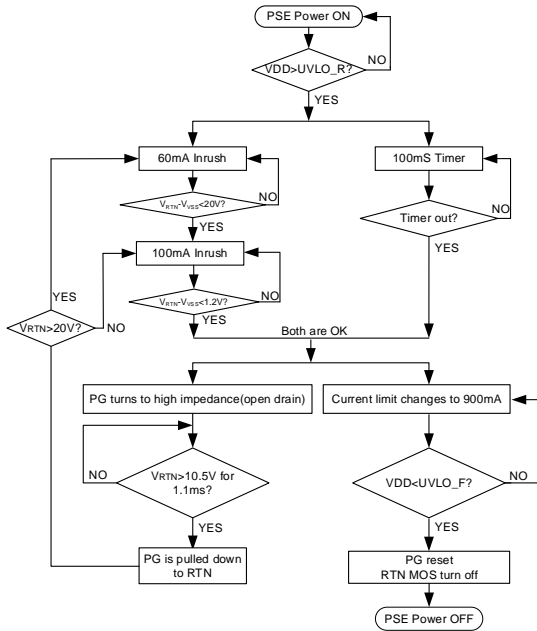 PSE Power ON
VDD>UVLO_R?
NO
YES
60mA Inrush
100mS Timer
VRTN-VVSS<20V?
NO
YES
Timer out?
NO
YES
100mA Inrush
VRTN-VVSS<1.2V?
NO
YES
YES
VRTN>20V?
NO
Both are OK
PG turns to high impedance(open drain)
Current limit changes to 900mA
NO
VRTN>10.5V for
1.1ms?
YES
VDD<UVLO_F?
NO
YES
PG is pulled down
to RTN
PG reset
RTN MOS turn off
PSE Power OFF